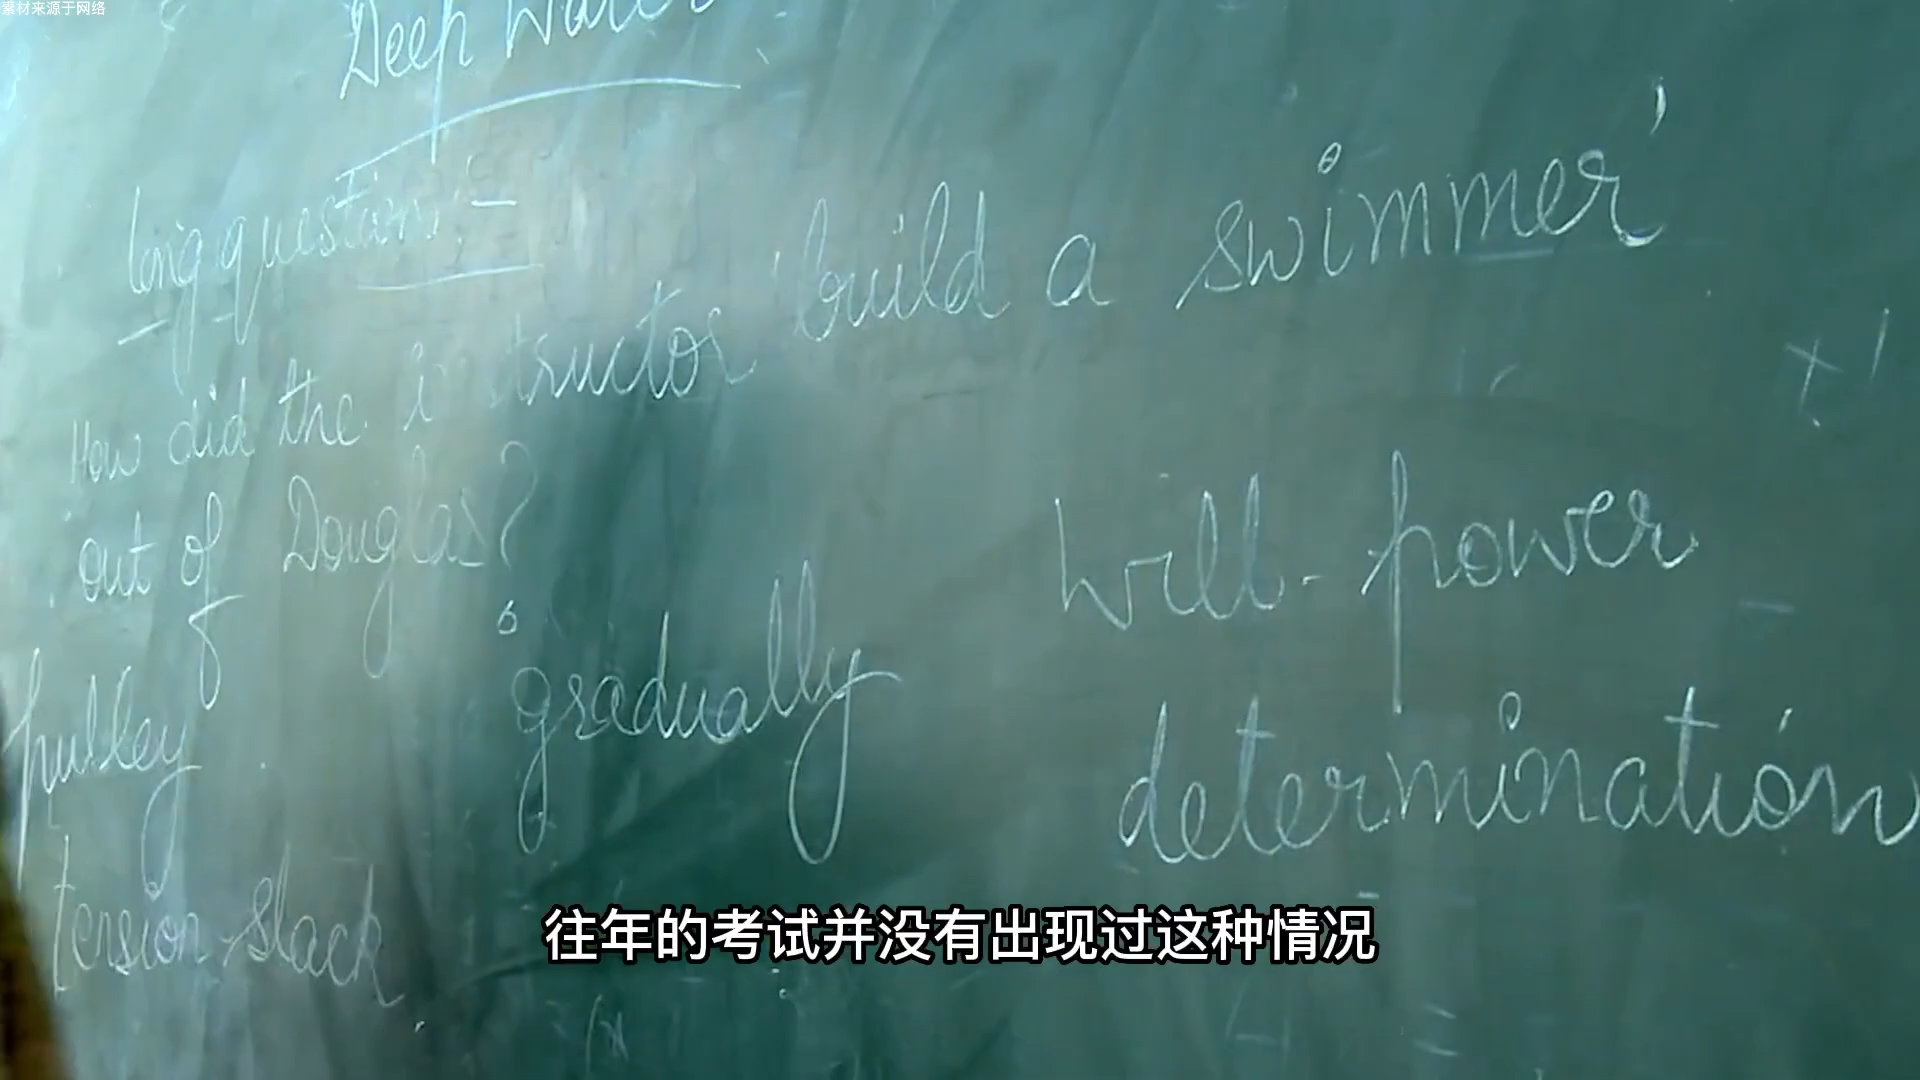 素材来源于网络
Deep Water
long question:-
How did the i structor 'build a swimmer'
out of Douglas?
will-power
pulley gradually
determination
tension-slack
往年的考试并没有出现过这种情况